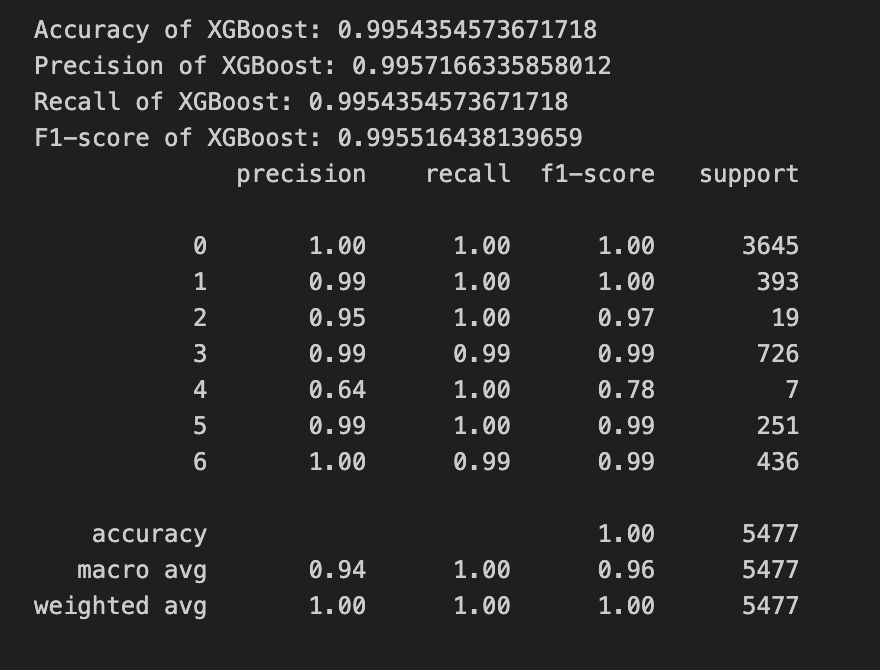 Accuracy of XGBoost: 0.9954354573671718
Precision of XGBoost: 0.9957166335858012
Recall of XGBoost: 0.9954354573671718
F1-score of XGBoost: 0.995516438139659
precision recall f1-score support
0 1.00 1.00 1.00 3645
1 0.99 1.00 1.00 393
2 0.95 1.00 0.97 19
3 0.99 0.99 0.99 726
4 0.64 1.00 0.78 7
5 0.99 1.00 0.99 251
6 1.00 0.99 0.99 436
accuracy 1.00 5477
macro avg 0.94 1.00 0.96 5477
weighted avg 1.00 1.00 1.00 5477